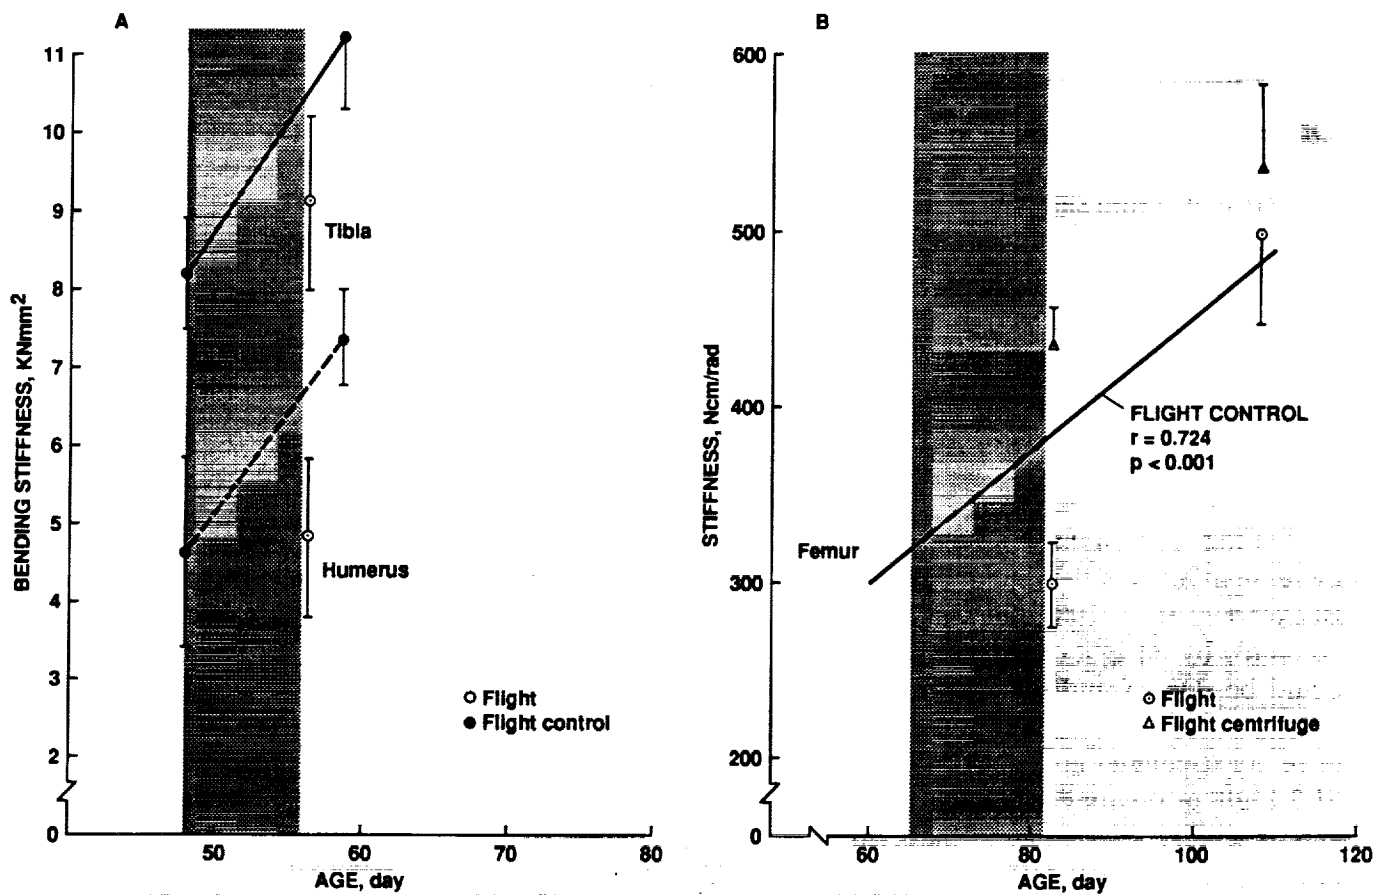 A
BENDING STIFFNESS, KNmm2
11
10
9
8
7
6
5
4
3
2
0
Tibia
Humerus
Flight
Flight control
50
60
70
80
AGE, day
B
STIFFNESS, Ncm/rad
600
500
400
300
200
0
Femur
FLIGHT CONTROL
r = 0.724
p < 0.001
Flight
Flight centrifuge
60
80
100
120
AGE, day